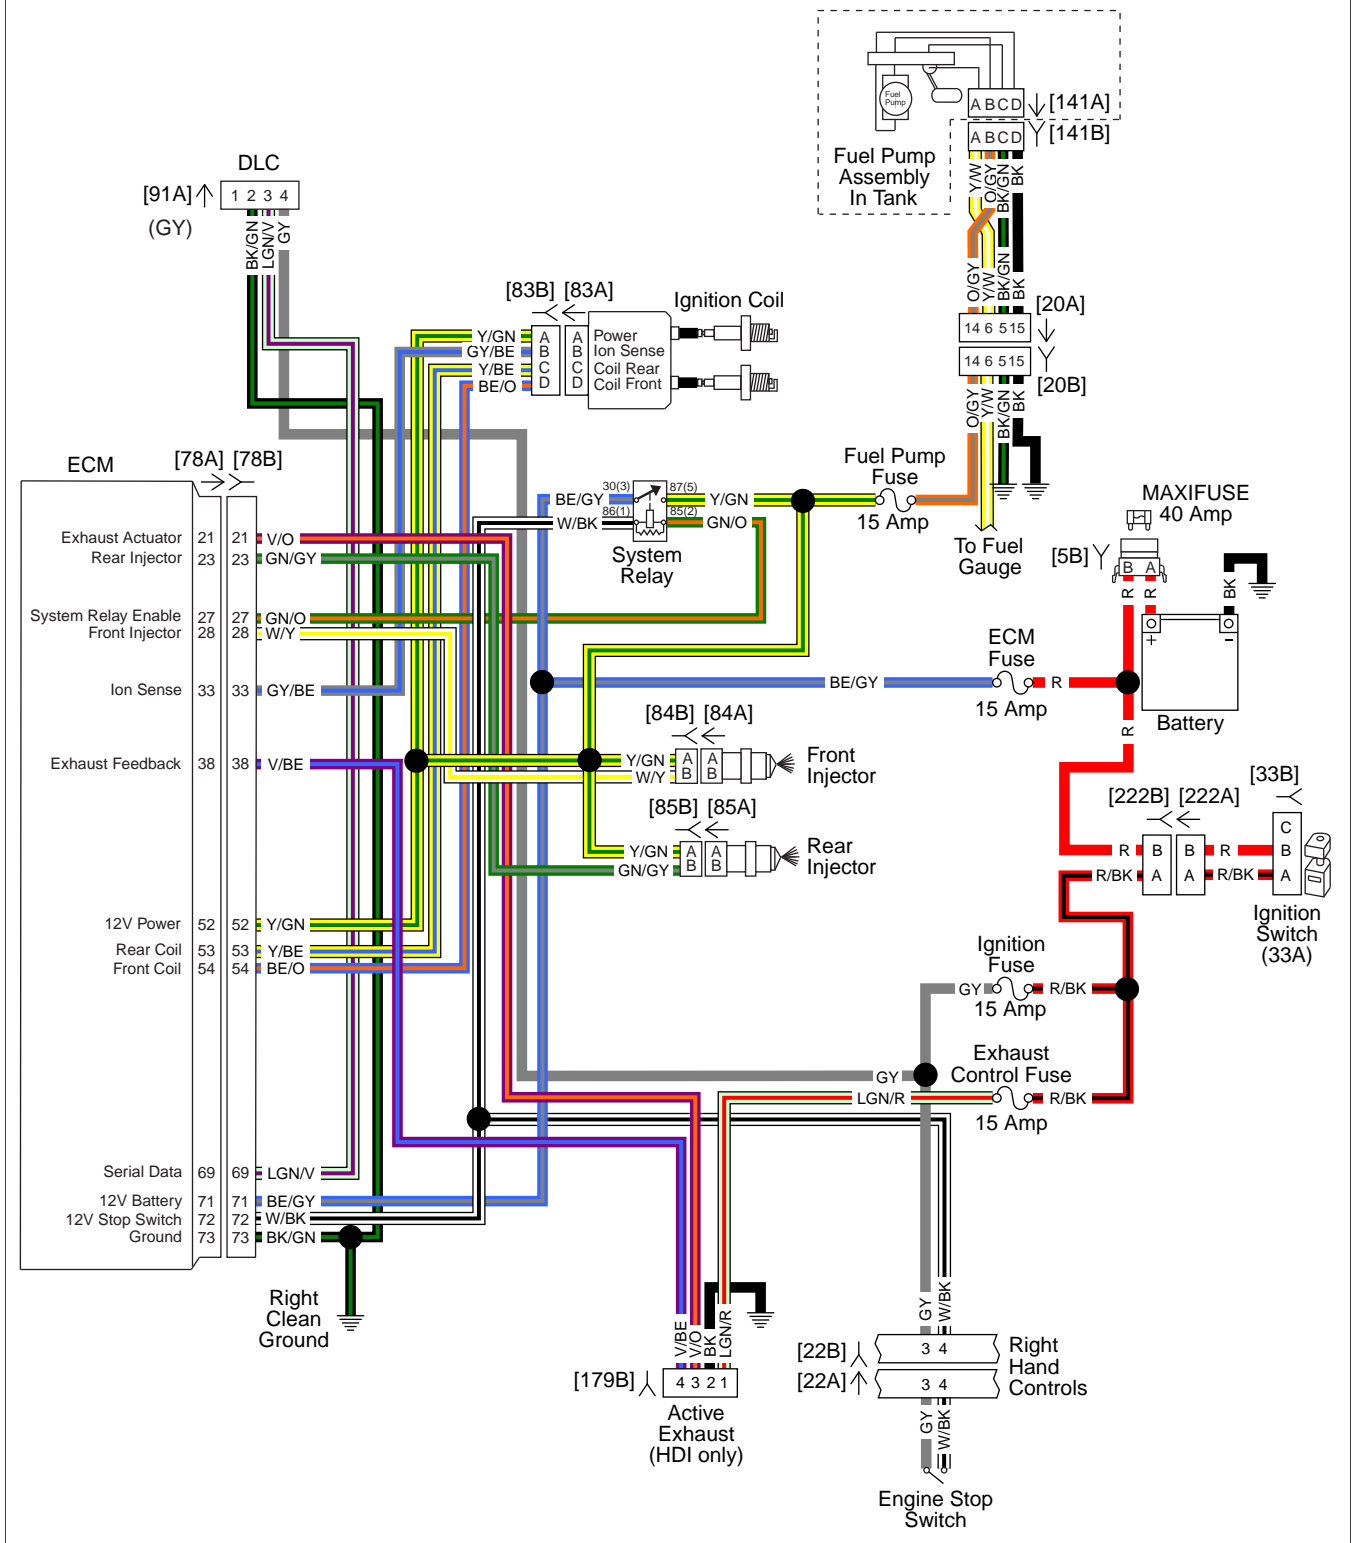 Fuel
Pump
A B C D
[141A]
A B C D
[141B]
Fuel Pump
Assembly
In Tank
Y/W
O/GY
BK/GN
BK
DLC
[91A]
1 2 3 4
(GY)
BK/GN
LGN/V
GY
O/GY
Y/W
BK/GN
BK
[20A]
14 6 5 15
14 6 5 15
[20B]
O/GY
Y/W
BK/GN
BK
[83B] [83A]
Ignition Coil
Y/GN A A Power
GY/BE B B Ion Sense
Y/BE C C Coil Rear
BE/O D D Coil Front
ECM
[78A] [78B]
Fuel Pump
Fuse
15 Amp
To Fuel
Gauge
30(3) 87(5)
BE/GY Y/GN
86(1) 85(2)
W/BK GN/O
System
Relay
MAXIFUSE
40 Amp
[5B]
B A
R R BK
+ -
Battery
Exhaust Actuator 21 21 V/O
Rear Injector 23 23 GN/GY
System Relay Enable 27 27 GN/O
Front Injector 28 28 W/Y
Ion Sense 33 33 GY/BE
Exhaust Feedback 38 38 V/BE
12V Power 52 52 Y/GN
Rear Coil 53 53 Y/BE
Front Coil 54 54 BE/O
Serial Data 69 69 LGN/V
12V Battery 71 71 BE/GY
12V Stop Switch 72 72 W/BK
Ground 73 73 BK/GN
ECM
Fuse
BE/GY R
15 Amp
R
[84B] [84A]
Y/GN A A
W/Y B B
Front
Injector
[85B] [85A]
Y/GN A A
GN/GY B B
Rear
Injector
[33B]
[222B] [222A]
C
R B B R B
R/BK A A R/BK A
Ignition
Switch
(33A)
Ignition
Fuse
GY R/BK
15 Amp
Exhaust
Control Fuse
GY
LGN/R R/BK
15 Amp
Right
Clean
Ground
V/BE
V/O
BK
LGN/R
[179B]
4 3 2 1
Active
Exhaust
(HDI only)
GY
W/BK
[22B]
3 4
[22A]
3 4
Right
Hand
Controls
GY
W/BK
Engine Stop
Switch